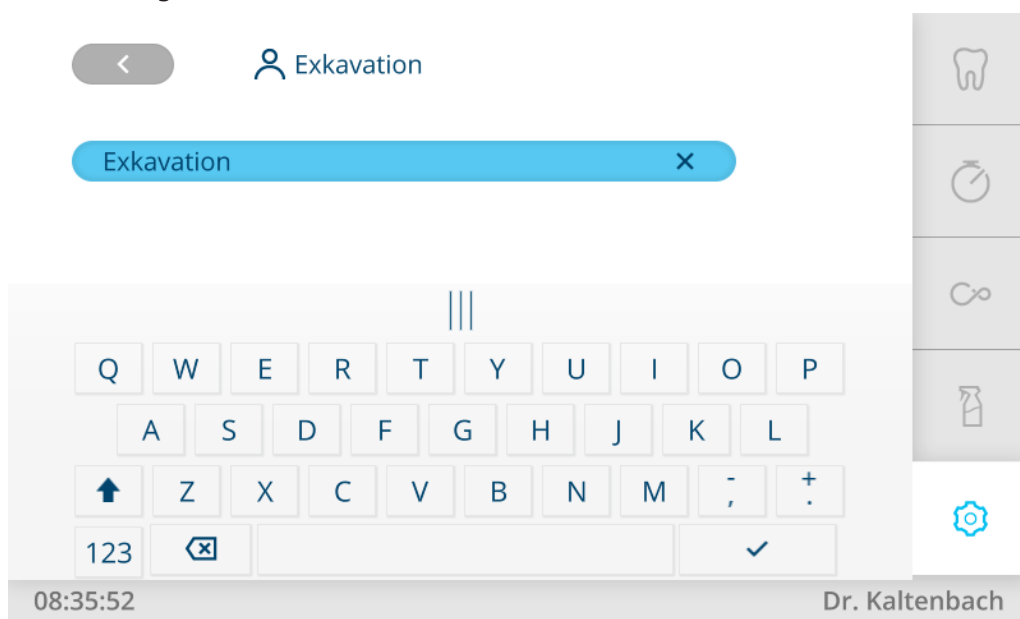 Exkavation
Exkavation
Q W E R T Y U I O P
A S D F G H J K L
Z X C V B N M - , + .
123
08:35:52 Dr. Kaltenbach